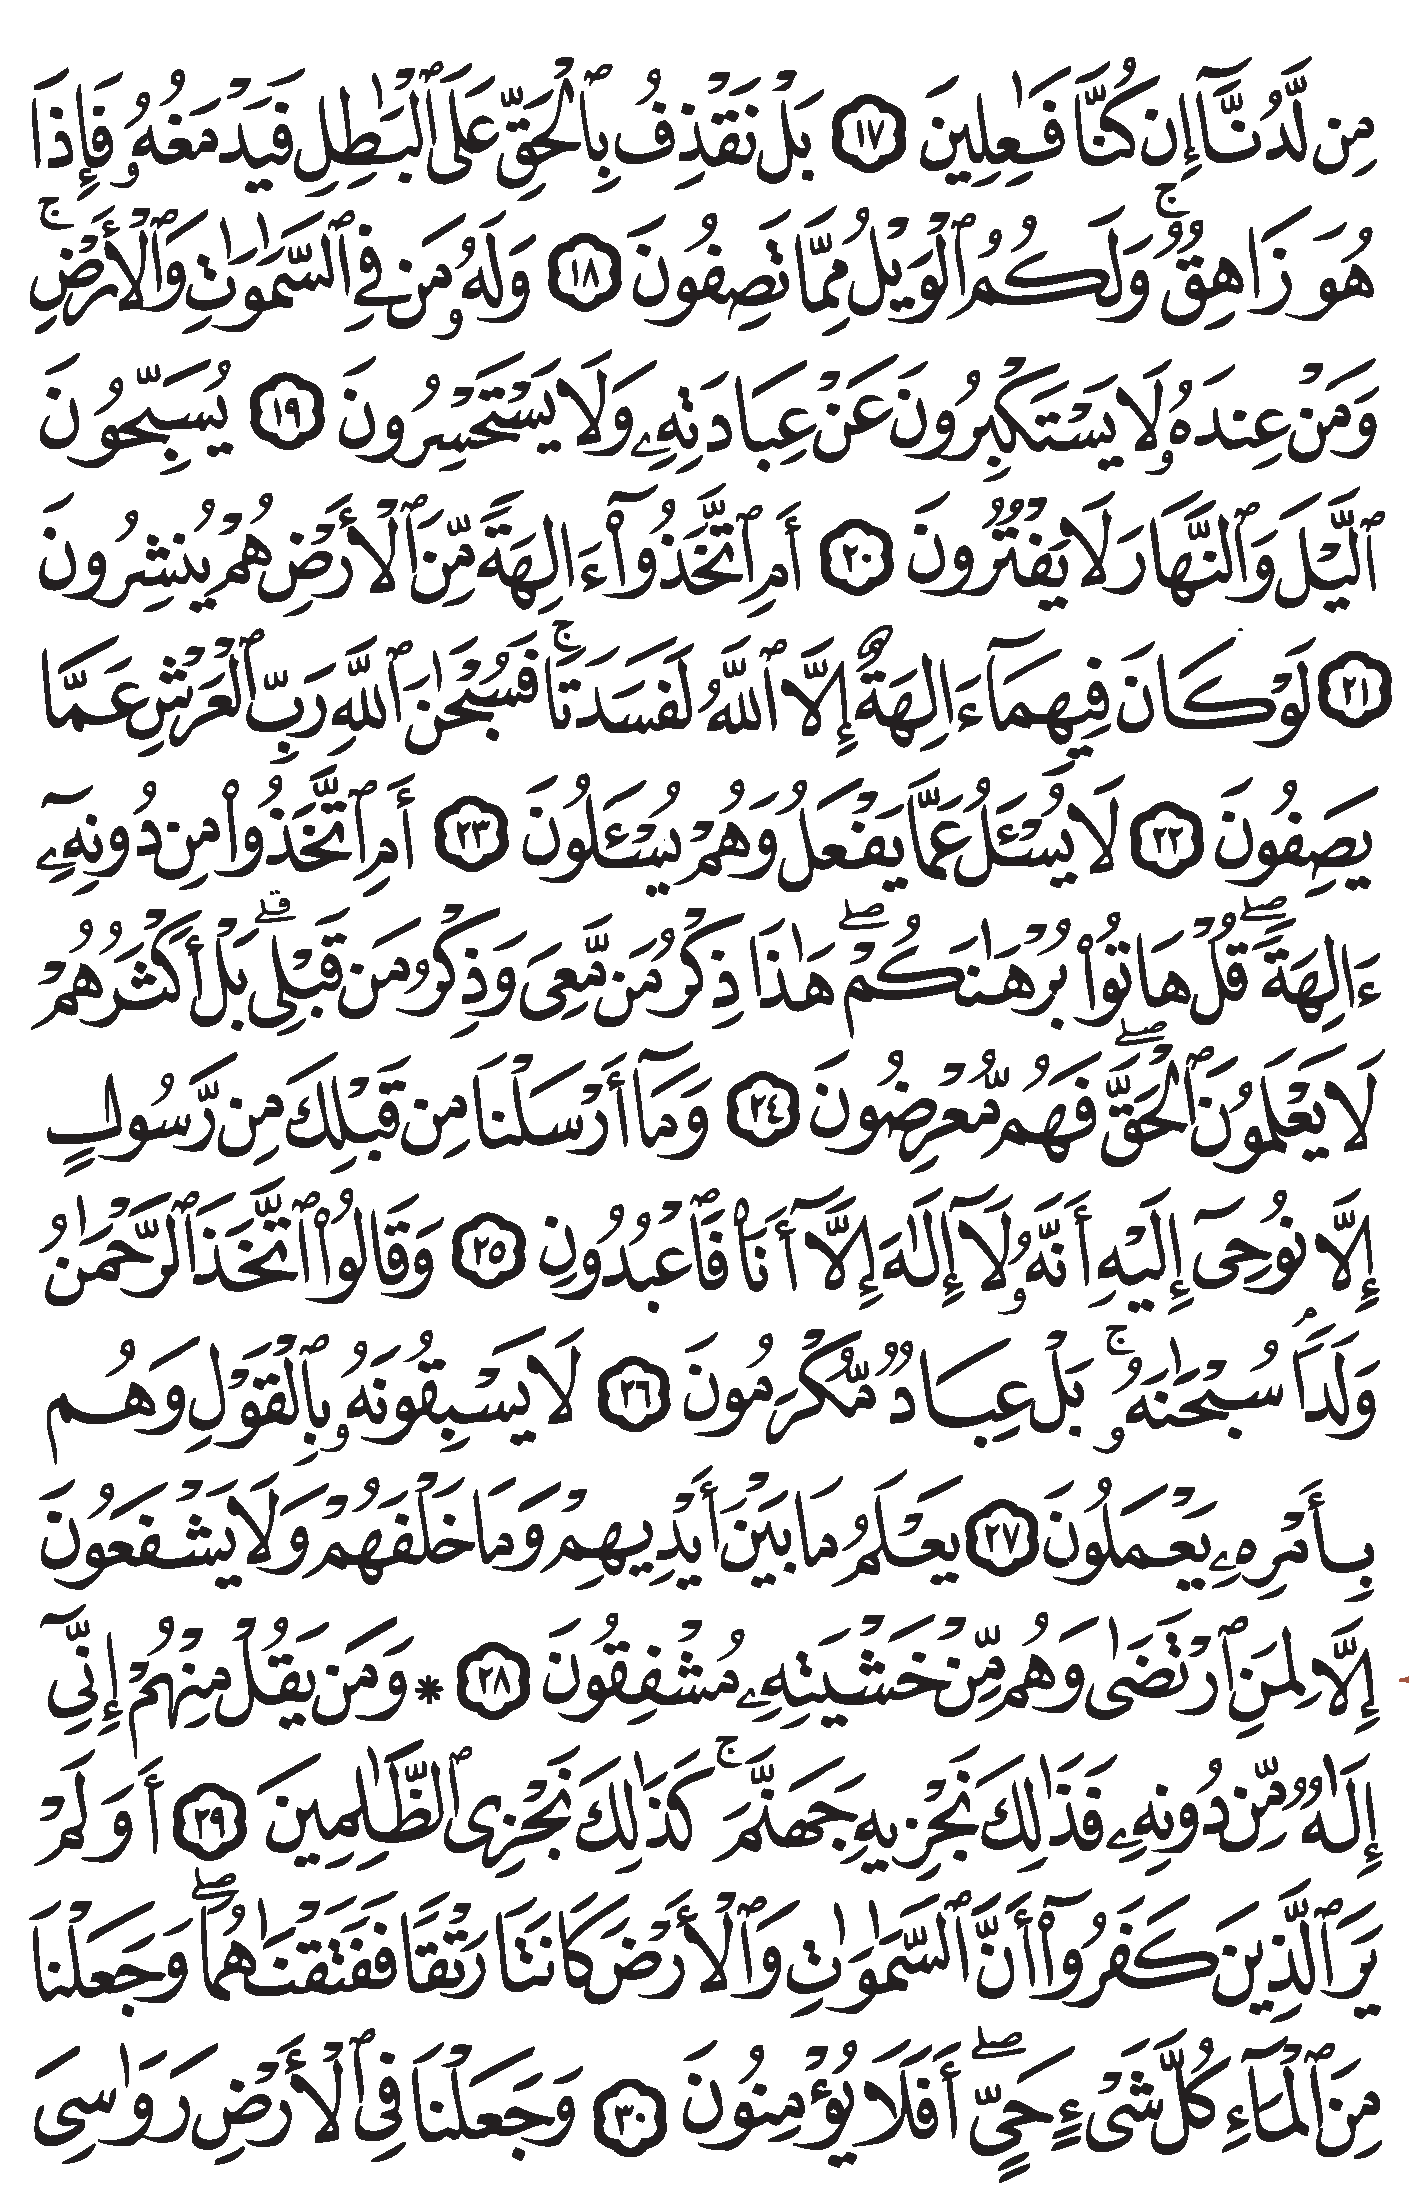 مِن لَّدُنَّآ إِن كُنَّا فَٰعِلِينَ ١٧ بَلْ نَقْذِفُ بِٱلْحَقِّ عَلَى ٱلْبَٰطِلِ فَيَدْمَغُهُۥ فَإِذَا
هُوَ زَاهِقٌۚ وَلَكُمُ ٱلْوَيْلُ مِمَّا تَصِفُونَ ١٨ وَلَهُۥ مَن فِي ٱلسَّمَٰوَٰتِ وَٱلْأَرْضِۚ
وَمَنْ عِندَهُۥ لَا يَسْتَكْبِرُونَ عَنْ عِبَادَتِهِۦ وَلَا يَسْتَحْسِرُونَ ١٩ يُسَبِّحُونَ
ٱلَّيْلَ وَٱلنَّهَارَ لَا يَفْتُرُونَ ٢٠ أَمِ ٱتَّخَذُوٓا۟ ءَالِهَةً مِّنَ ٱلْأَرْضِ هُمْ يُنشِرُونَ
٢١ لَوْ كَانَ فِيهِمَآ ءَالِهَةٌ إِلَّا ٱللَّهُ لَفَسَدَتَاۚ فَسُبْحَٰنَ ٱللَّهِ رَبِّ ٱلْعَرْشِ عَمَّا
يَصِفُونَ ٢٢ لَا يُسْـَٔلُ عَمَّا يَفْعَلُ وَهُمْ يُسْـَٔلُونَ ٢٣ أَمِ ٱتَّخَذُوا۟ مِن دُونِهِۦٓ
ءَالِهَةًۖ قُلْ هَاتُوا۟ بُرْهَٰنَكُمْۖ هَٰذَا ذِكْرُ مَن مَّعِىَ وَذِكْرُ مَن قَبْلِيۗ بَلْ أَكْثَرُهُمْ
لَا يَعْلَمُونَ ٱلْحَقَّۖ فَهُم مُّعْرِضُونَ ٢٤ وَمَآ أَرْسَلْنَا مِن قَبْلِكَ مِن رَّسُولٍ
إِلَّا نُوحِىٓ إِلَيْهِ أَنَّهُۥ لَآ إِلَٰهَ إِلَّآ أَنَا۠ فَٱعْبُدُونِ ٢٥ وَقَالُوا۟ ٱتَّخَذَ ٱلرَّحْمَٰنُ
وَلَدًاۗ سُبْحَٰنَهُۥۚ بَلْ عِبَادٌ مُّكْرَمُونَ ٢٦ لَا يَسْبِقُونَهُۥ بِٱلْقَوْلِ وَهُم
بِأَمْرِهِۦ يَعْمَلُونَ ٢٧ يَعْلَمُ مَا بَيْنَ أَيْدِيهِمْ وَمَا خَلْفَهُمْ وَلَا يَشْفَعُونَ
إِلَّا لِمَنِ ٱرْتَضَىٰ وَهُم مِّنْ خَشْيَتِهِۦ مُشْفِقُونَ ٢٨ * وَمَن يَقُلْ مِنْهُمْ إِنِّيٓ
إِلَٰهٌ مِّن دُونِهِۦ فَذَٰلِكَ نَجْزِيهِ جَهَنَّمَۚ كَذَٰلِكَ نَجْزِى ٱلظَّٰلِمِينَ ٢٩ أَوَلَمْ
يَرَ ٱلَّذِينَ كَفَرُوٓا۟ أَنَّ ٱلسَّمَٰوَٰتِ وَٱلْأَرْضَ كَانَتَا رَتْقًا فَفَتَقْنَٰهُمَاۖ وَجَعَلْنَا
مِنَ ٱلْمَآءِ كُلَّ شَىْءٍ حَىٍّۖ أَفَلَا يُؤْمِنُونَ ٣٠ وَجَعَلْنَا فِى ٱلْأَرْضِ رَوَٰسِىَ